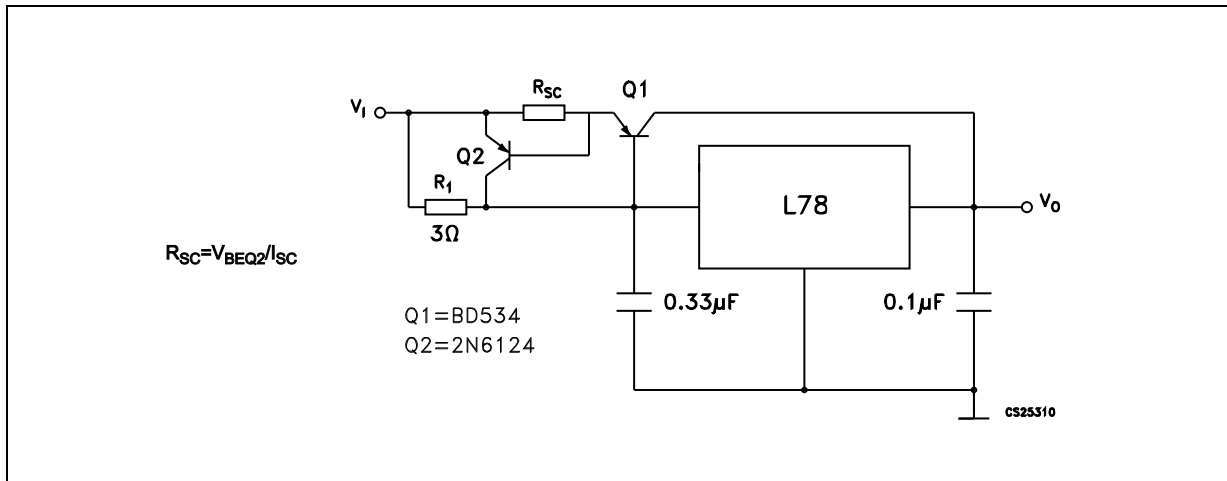 R_SC
Q1
V_I
Q2
R_1
3Ω
L78
V_O
R_SC=V_BEQ2/I_SC
0.33µF
0.1µF
Q1=BD534
Q2=2N6124
CS25310